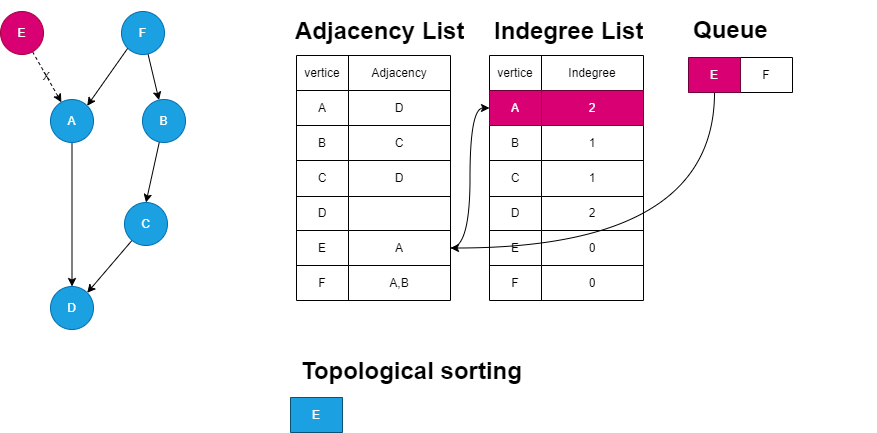 E
F
X
A
B
C
D
Adjacency List
vertice Adjacency
A D
B C
C D
D
E A
F A,B
Indegree List
vertice Indegree
A 2
B 1
C 1
D 2
E 0
F 0
Queue
E F
Topological sorting
E